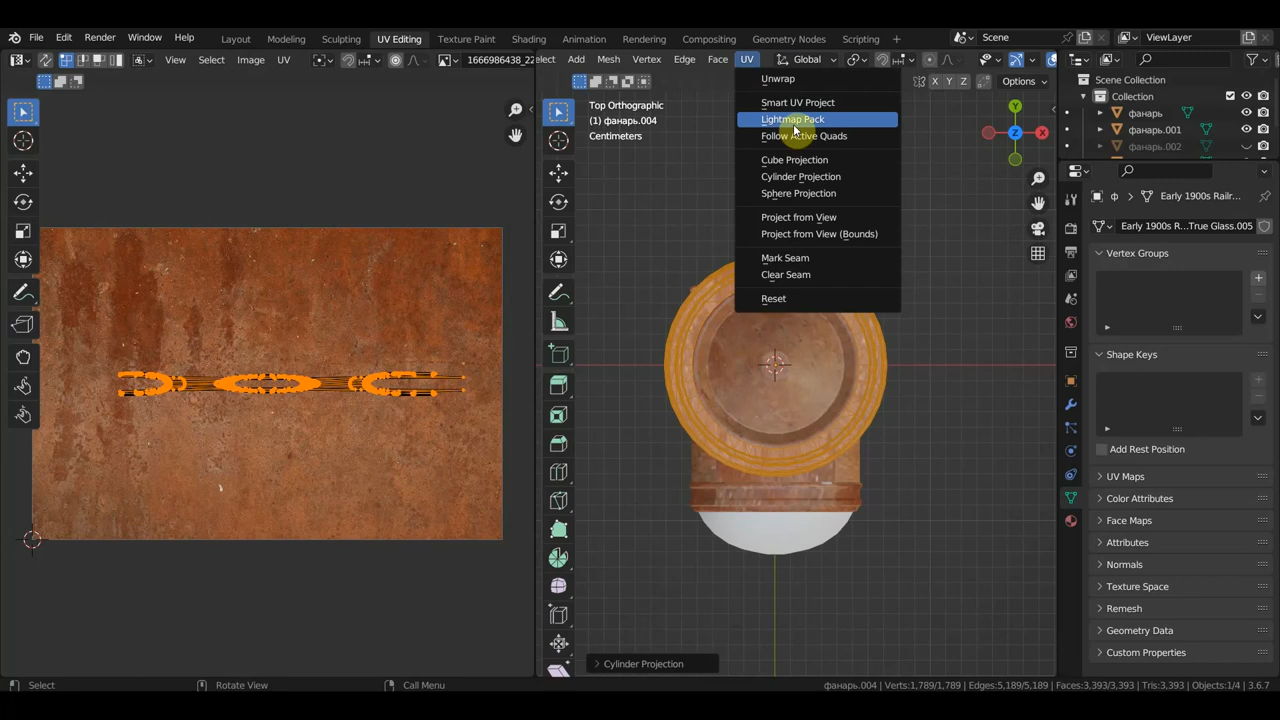 File Edit Render Window Help Layout Modeling Sculpting UV Editing Texture Paint Shading Animation Rendering Compositing Geometry Nodes Scripting + Scene ViewLayer
View Select Image UV 1666986438_22 elect Add Mesh Vertex Edge Face UV Global
X Y Z Options
Scene Collection
Collection
фанарь
фанарь.001
фанарь.002
Top Orthographic
(1) фанарь.004
Centimeters
Unwrap
Smart UV Project
Lightmap Pack
Follow Active Quads
Cube Projection
Cylinder Projection
Sphere Projection
Project from View
Project from View (Bounds)
Mark Seam
Clear Seam
Reset
Y
X
Z
ф Early 1900s Railr...
Early 1900s R...True Glass.005
Vertex Groups
Shape Keys
Add Rest Position
UV Maps
Color Attributes
Face Maps
Attributes
Normals
Texture Space
Remesh
Geometry Data
Custom Properties
Cylinder Projection
Select Rotate View Call Menu фанарь.004 | Verts:1,789/1,789 | Edges:5,189/5,189 | Faces:3,393/3,393 | Tris:3,393 | Objects:1/4 | 3.6.7